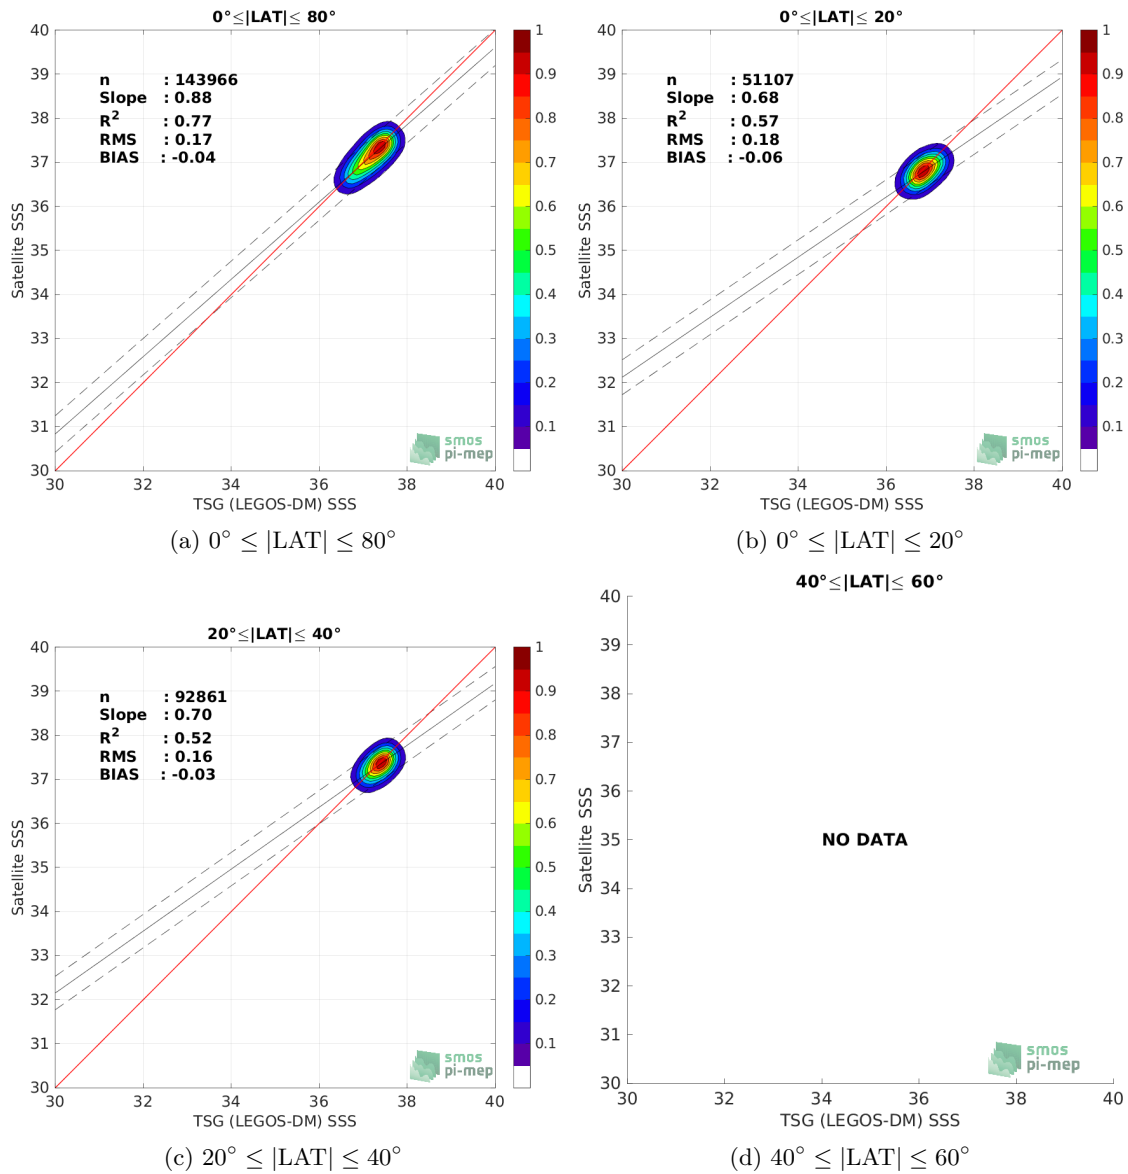 0°≤|LAT|≤ 80°
n : 143966
Slope : 0.88
R2 : 0.77
RMS : 0.17
BIAS : -0.04
40
39
38
37
36
35
34
33
32
31
30
Satellite SSS
30 32 34 36 38 40
TSG (LEGOS-DM) SSS
1
0.9
0.8
0.7
0.6
0.5
0.4
0.3
0.2
0.1
smos
pi-mep
(a) 0° ≤ |LAT| ≤ 80°
0°≤|LAT|≤ 20°
n : 51107
Slope : 0.68
R2 : 0.57
RMS : 0.18
BIAS : -0.06
40
39
38
37
36
35
34
33
32
31
30
Satellite SSS
30 32 34 36 38 40
TSG (LEGOS-DM) SSS
1
0.9
0.8
0.7
0.6
0.5
0.4
0.3
0.2
0.1
smos
pi-mep
(b) 0° ≤ |LAT| ≤ 20°
20°≤|LAT|≤ 40°
n : 92861
Slope : 0.70
R2 : 0.52
RMS : 0.16
BIAS : -0.03
40
39
38
37
36
35
34
33
32
31
30
Satellite SSS
30 32 34 36 38 40
TSG (LEGOS-DM) SSS
1
0.9
0.8
0.7
0.6
0.5
0.4
0.3
0.2
0.1
smos
pi-mep
(c) 20° ≤ |LAT| ≤ 40°
40°≤|LAT|≤ 60°
40
39
38
37
36
35
34
33
32
31
30
Satellite SSS
NO DATA
30 32 34 36 38 40
TSG (LEGOS-DM) SSS
smos
pi-mep
(d) 40° ≤ |LAT| ≤ 60°